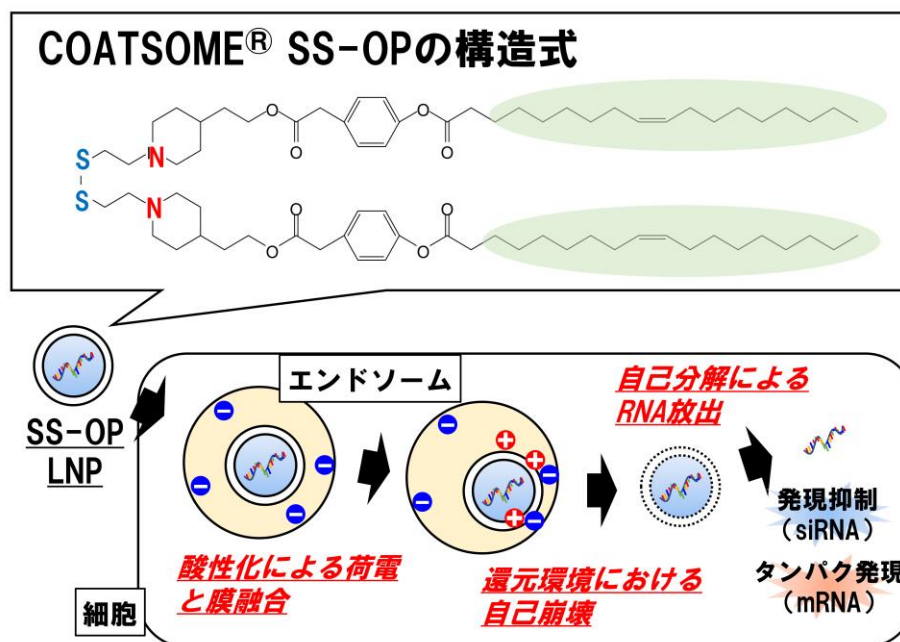 COATSOME® SS-OPの構造式
O
O
O
O
N
S
S
N
O
O
O
O
エンドソーム
自己分解による
RNA放出
SS-OP
LNP
発現抑制
(siRNA)
酸性化による荷電
と膜融合
還元環境における
自己崩壊
タンパク発現
(mRNA)
細胞